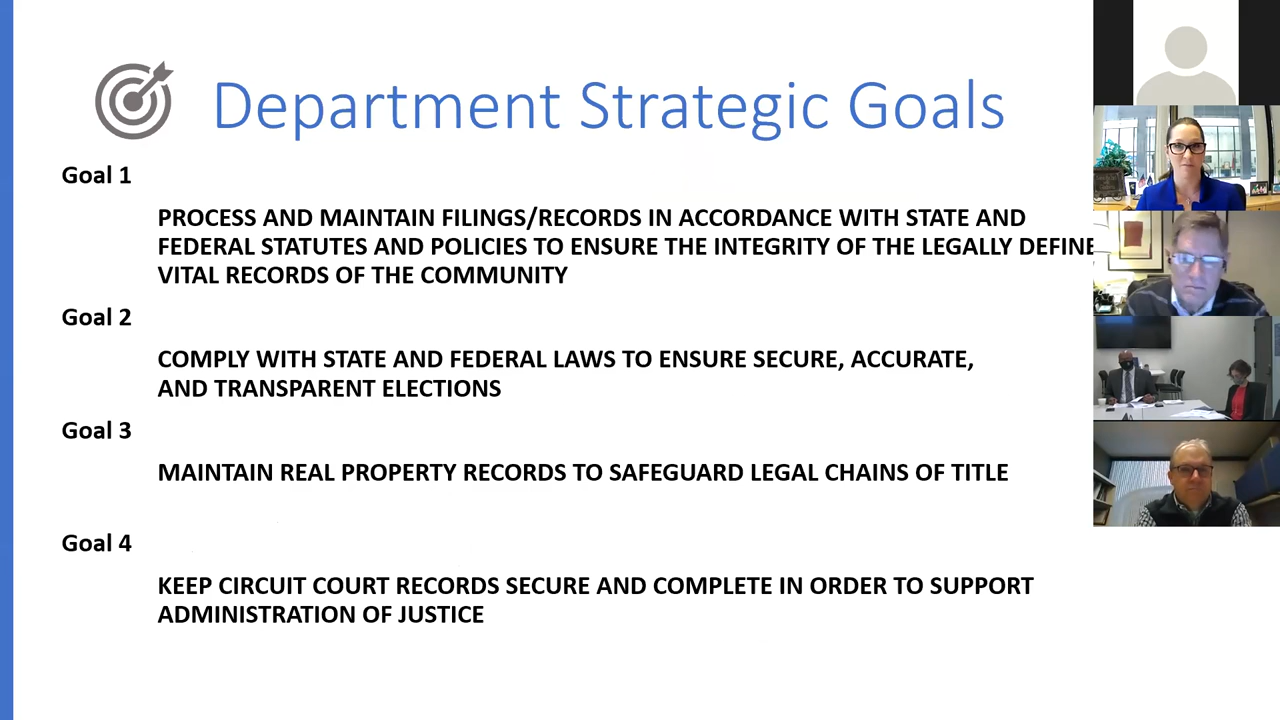 Department Strategic Goals
Goal 1
PROCESS AND MAINTAIN FILINGS/RECORDS IN ACCORDANCE WITH STATE AND
FEDERAL STATUTES AND POLICIES TO ENSURE THE INTEGRITY OF THE LEGALLY DEFINE
VITAL RECORDS OF THE COMMUNITY
Goal 2
COMPLY WITH STATE AND FEDERAL LAWS TO ENSURE SECURE, ACCURATE,
AND TRANSPARENT ELECTIONS
Goal 3
MAINTAIN REAL PROPERTY RECORDS TO SAFEGUARD LEGAL CHAINS OF TITLE
Goal 4
KEEP CIRCUIT COURT RECORDS SECURE AND COMPLETE IN ORDER TO SUPPORT
ADMINISTRATION OF JUSTICE